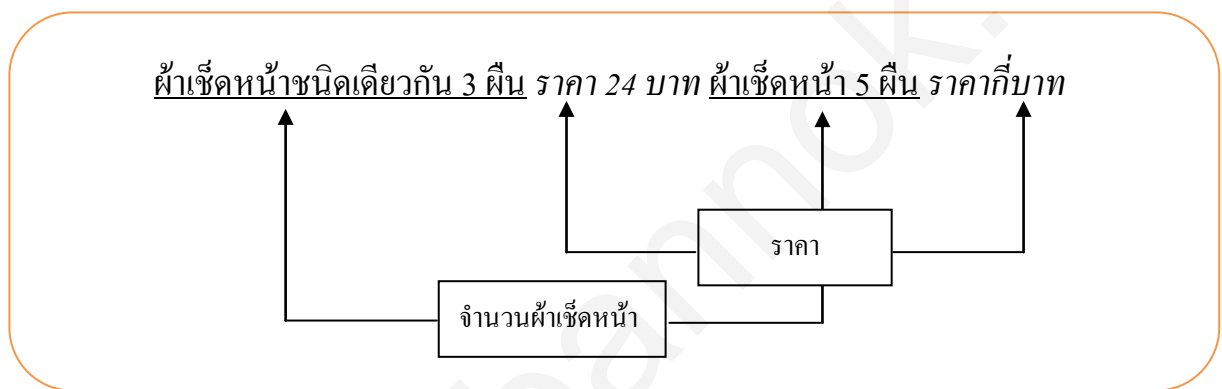 ผ้าเช็ดหน้าชนิดเดียวกัน 3 ผืน ราคา 24 บาท ผ้าเช็ดหน้า 5 ผืน ราคากี่บาท
ราคา
จำนวนผ้าเช็ดหน้า